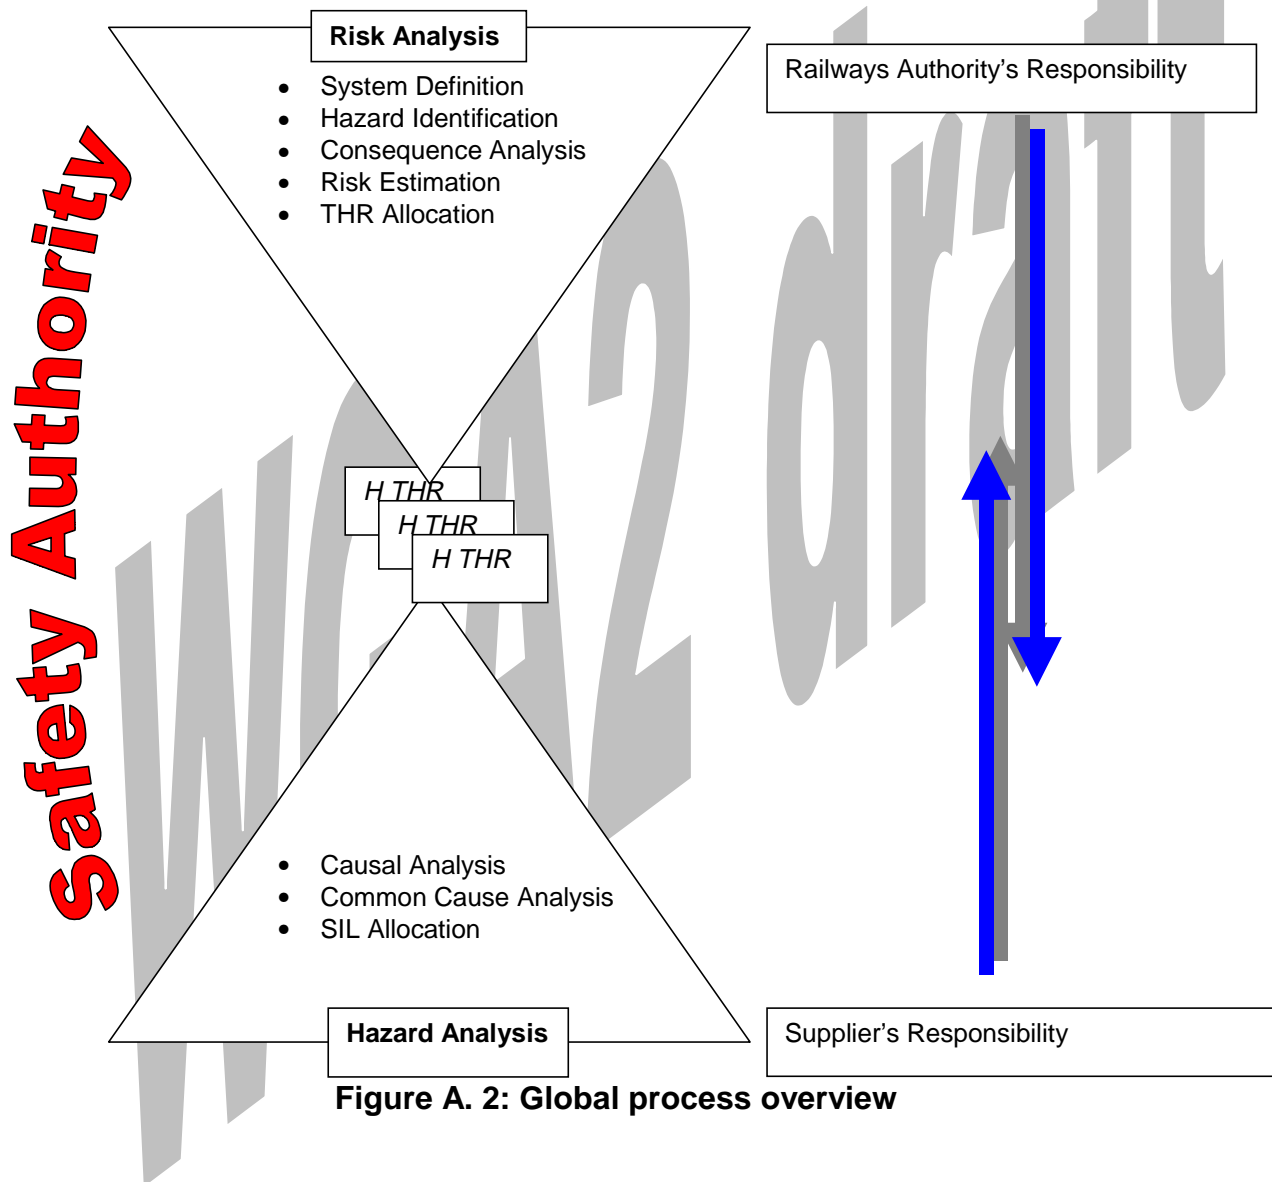 Risk Analysis
• System Definition
• Hazard Identification
• Consequence Analysis
• Risk Estimation
• THR Allocation
Railways Authority's Responsibility
Safety Authority
H THR
H THR
H THR
WGA2 draft
• Causal Analysis
• Common Cause Analysis
• SIL Allocation
Hazard Analysis
Supplier's Responsibility
Figure A. 2: Global process overview